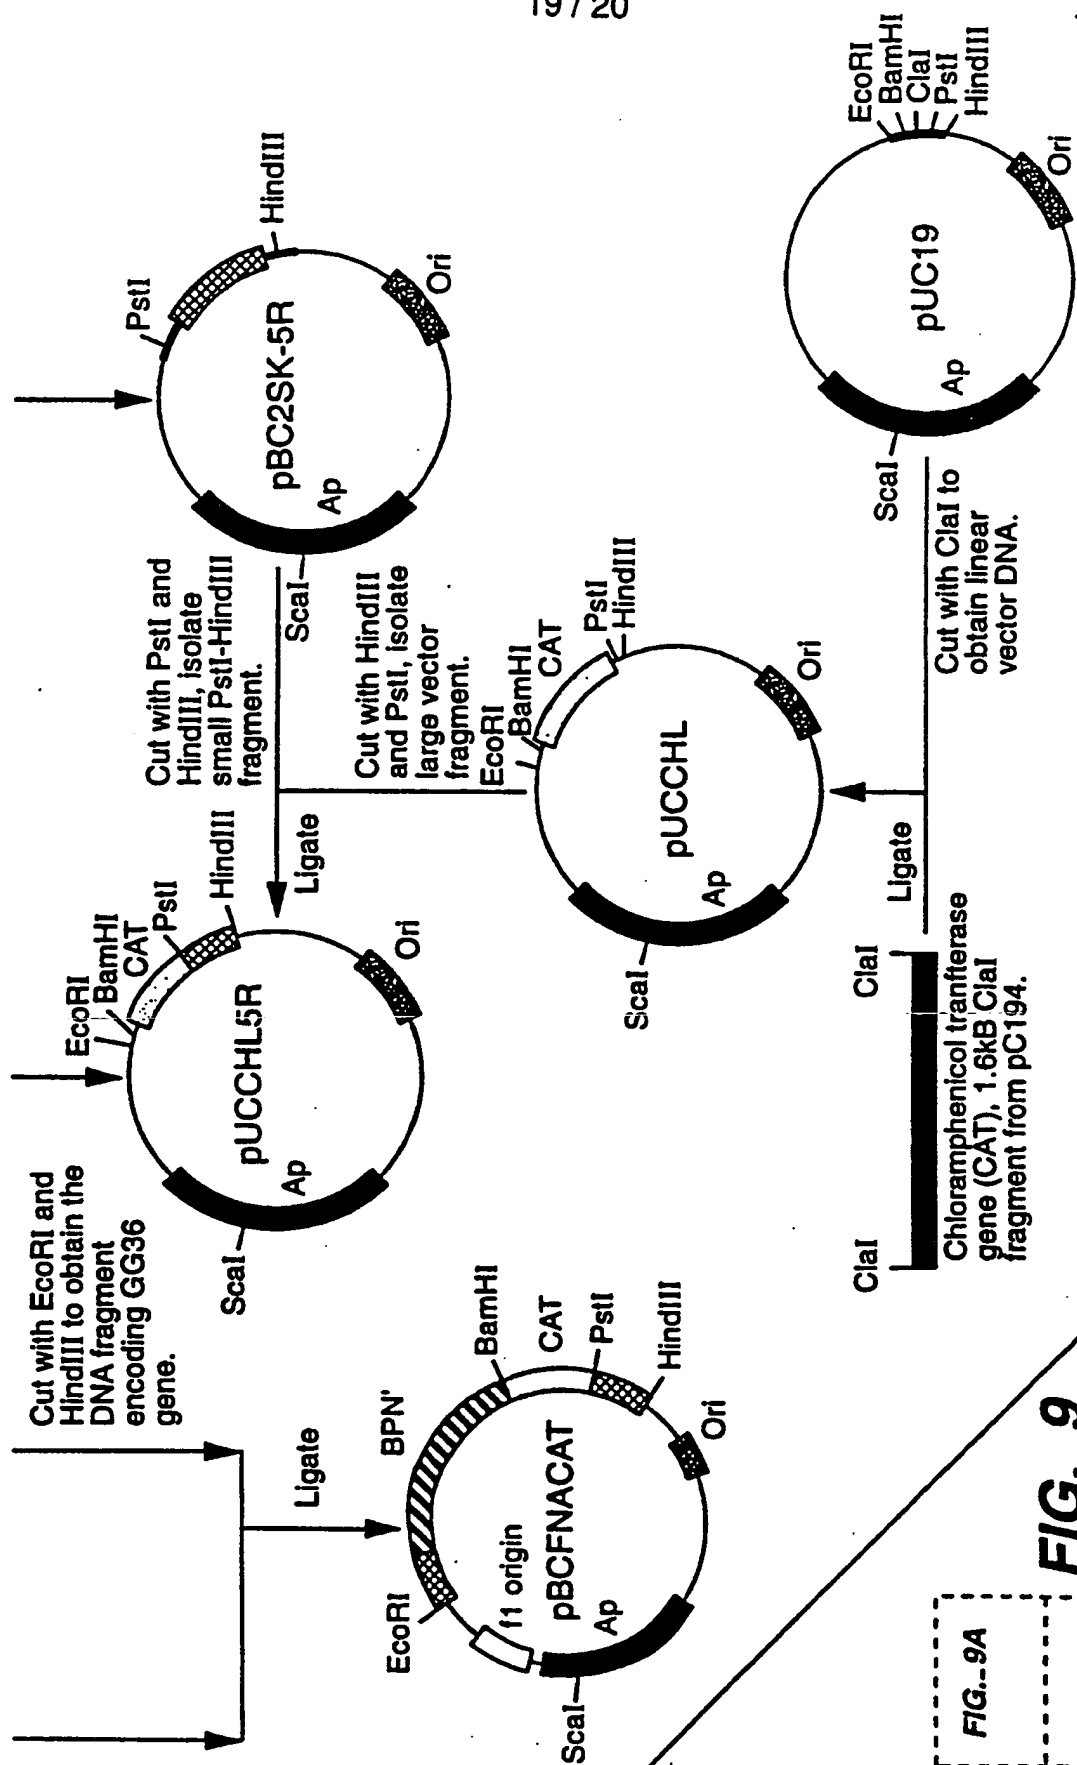 19 / 20
Cut with EcoRI and
HindIII to obtain the
DNA fragment
encoding GG36
gene.
Ligate
EcoRI
BPN'
BamHI
CAT
PstI
HindIII
Ori
f1 origin
pBCFNACAT
Ap
ScaI
EcoRI
BamHI
CAT
PstI
HindIII
pUCCHL5R
Ori
Ap
ScaI
Ligate
Cut with PstI and
HindIII, isolate
small PstI-HindIII
fragment.
PstI
HindIII
pBC2SK-5R
Ori
Ap
ScaI
Cut with HindIII
and PstI, isolate
large vector
fragment.
EcoRI
BamHI
CAT
PstI
HindIII
pUCCHL
Ori
Ap
ScaI
Ligate
ClaI
ClaI
Chloramphenicol tranfterase
gene (CAT), 1.6kB ClaI
fragment from pC194.
Cut with ClaI to
obtain linear
vector DNA.
EcoRI
BamHI
ClaI
PstI
HindIII
pUC19
Ori
Ap
ScaI
FIG._9A
FIG._9